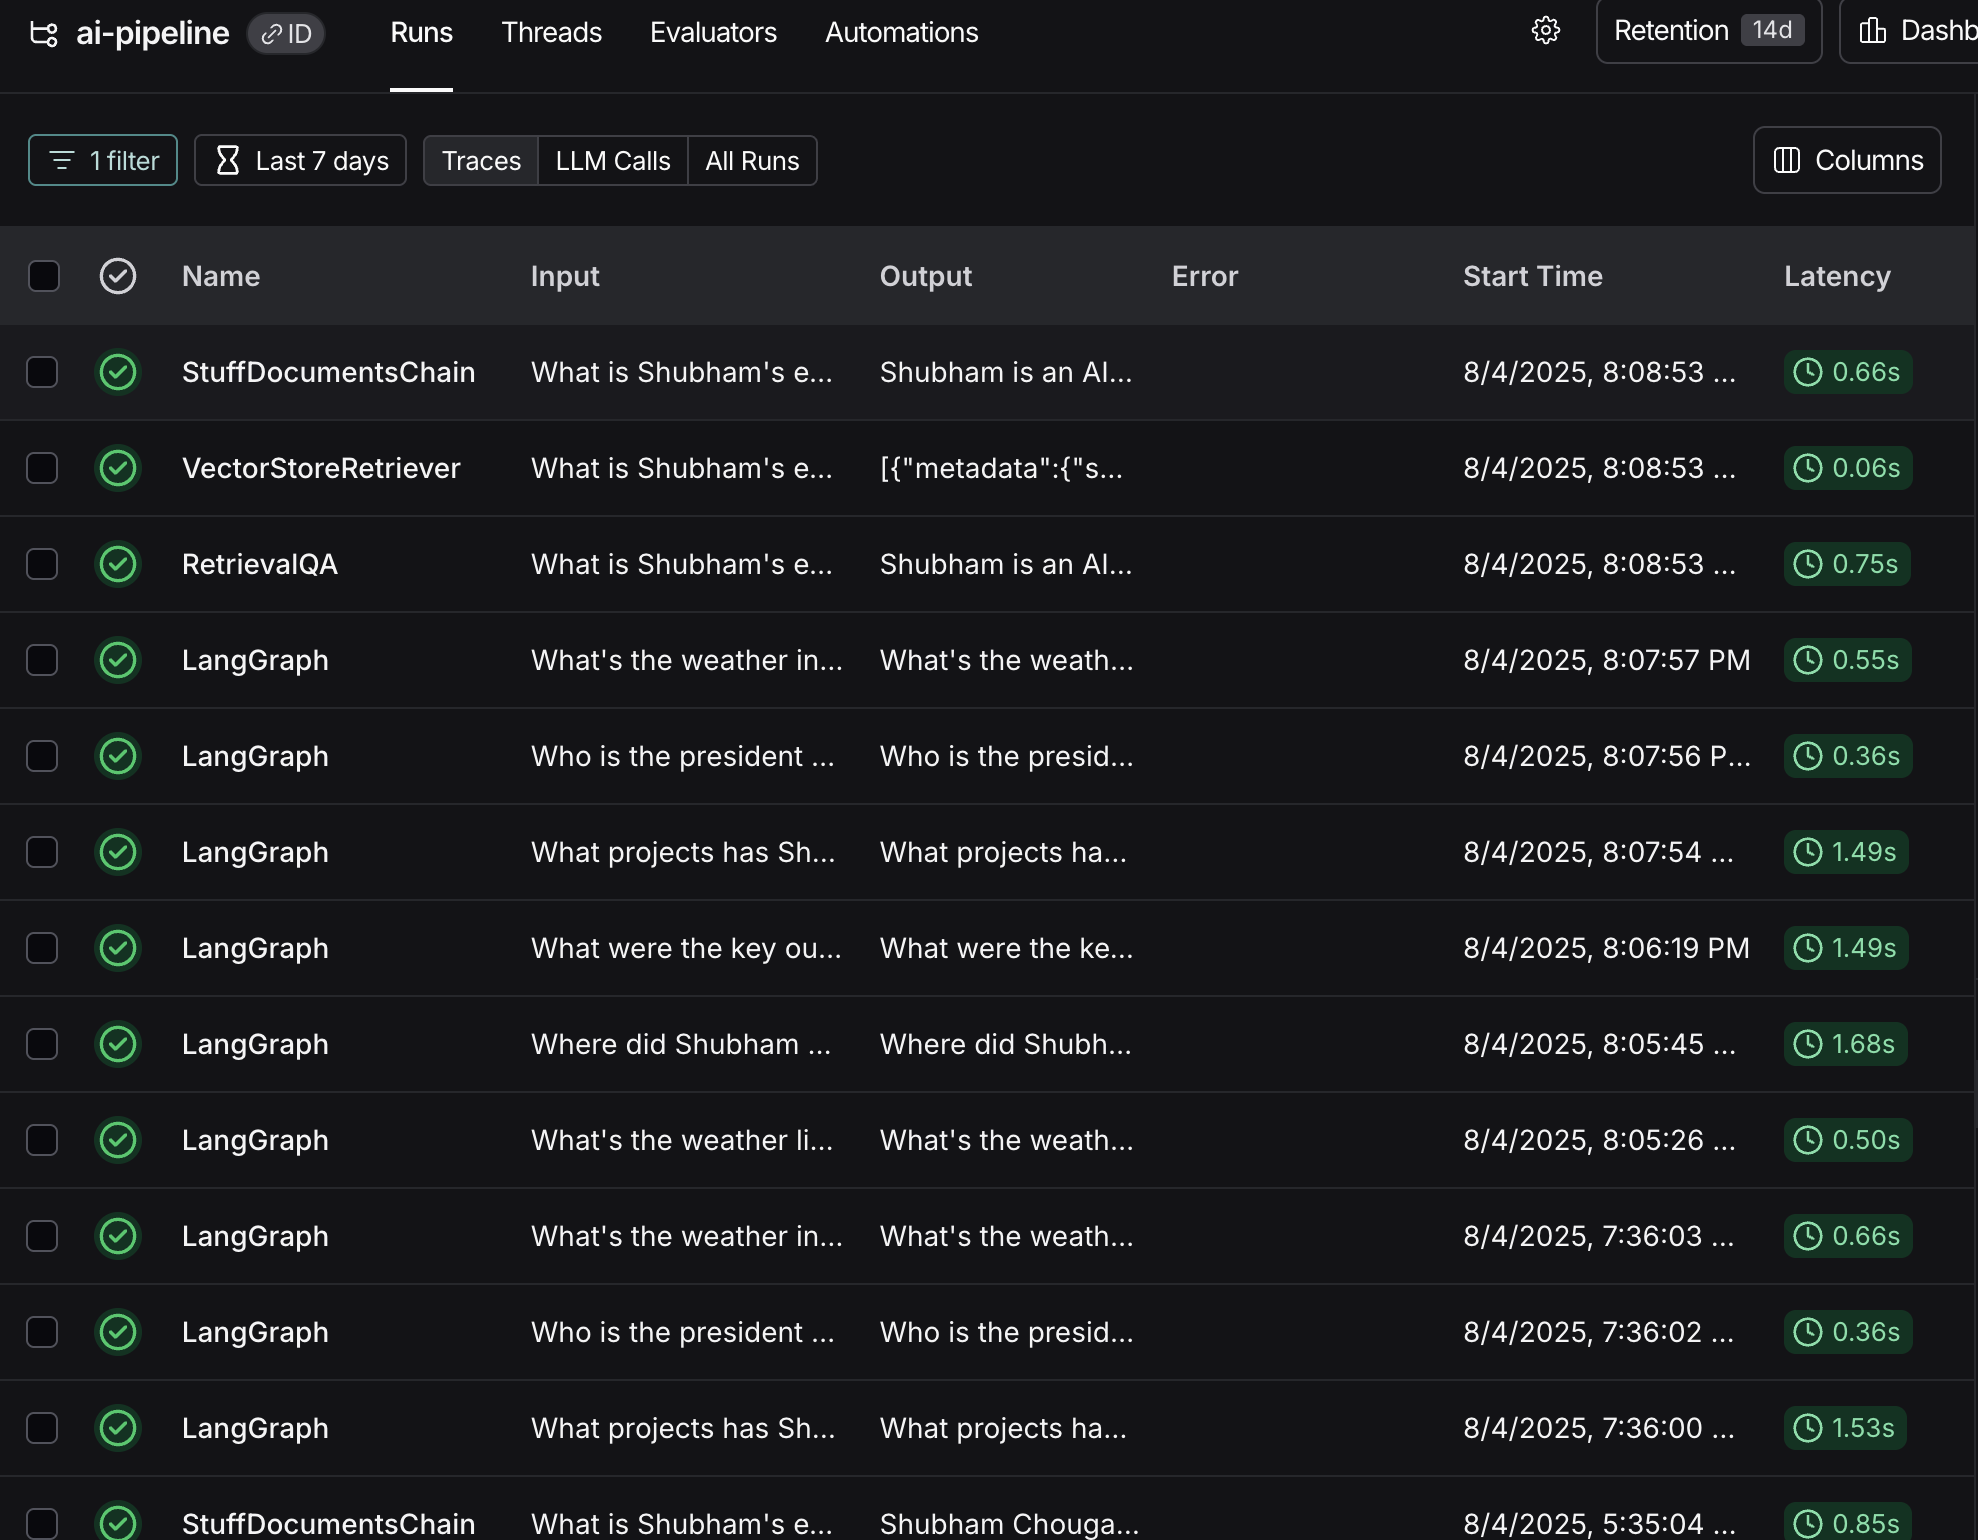 ai-pipeline ID Runs Threads Evaluators Automations Retention 14d Dashb
1 filter Last 7 days Traces LLM Calls All Runs Columns
Name Input Output Error Start Time Latency
StuffDocumentsChain What is Shubham's e... Shubham is an AI... 8/4/2025, 8:08:53 ... 0.66s
VectorStoreRetriever What is Shubham's e... [{"metadata":{"s... 8/4/2025, 8:08:53 ... 0.06s
RetrievalQA What is Shubham's e... Shubham is an AI... 8/4/2025, 8:08:53 ... 0.75s
LangGraph What's the weather in... What's the weath... 8/4/2025, 8:07:57 PM 0.55s
LangGraph Who is the president ... Who is the presid... 8/4/2025, 8:07:56 P... 0.36s
LangGraph What projects has Sh... What projects ha... 8/4/2025, 8:07:54 ... 1.49s
LangGraph What were the key ou... What were the ke... 8/4/2025, 8:06:19 PM 1.49s
LangGraph Where did Shubham ... Where did Shubh... 8/4/2025, 8:05:45 ... 1.68s
LangGraph What's the weather li... What's the weath... 8/4/2025, 8:05:26 ... 0.50s
LangGraph What's the weather in... What's the weath... 8/4/2025, 7:36:03 ... 0.66s
LangGraph Who is the president ... Who is the presid... 8/4/2025, 7:36:02 ... 0.36s
LangGraph What projects has Sh... What projects ha... 8/4/2025, 7:36:00 ... 1.53s
StuffDocumentsChain What is Shubham's e... Shubham Chouga... 8/4/2025, 5:35:04 ... 0.85s